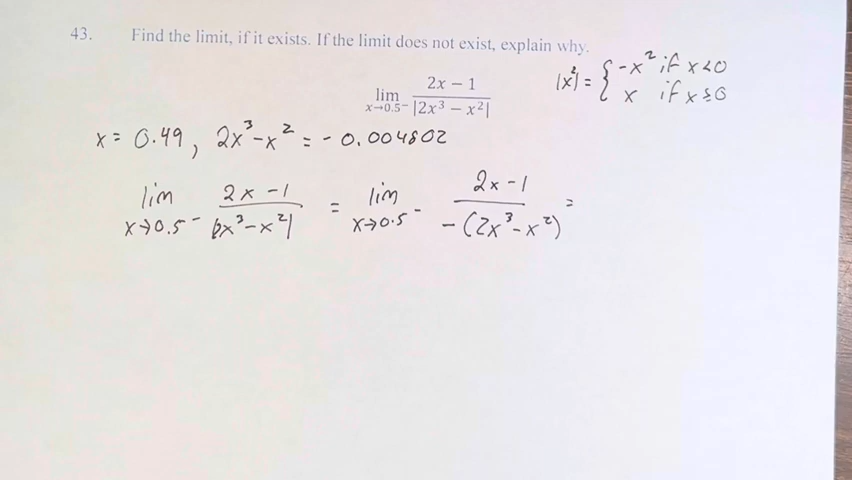 43. Find the limit, if it exists. If the limit does not exist, explain why.
lim x→0.5⁻ (2x − 1)/|2x³ − x²|
|x²| = { -x² if x<0
x if x≥0
x = 0.49, 2x³-x² = -0.004802
lim x→0.5⁻ (2x-1)/|2x³-x²| = lim x→0.5⁻ (2x-1)/-(2x³-x²) =